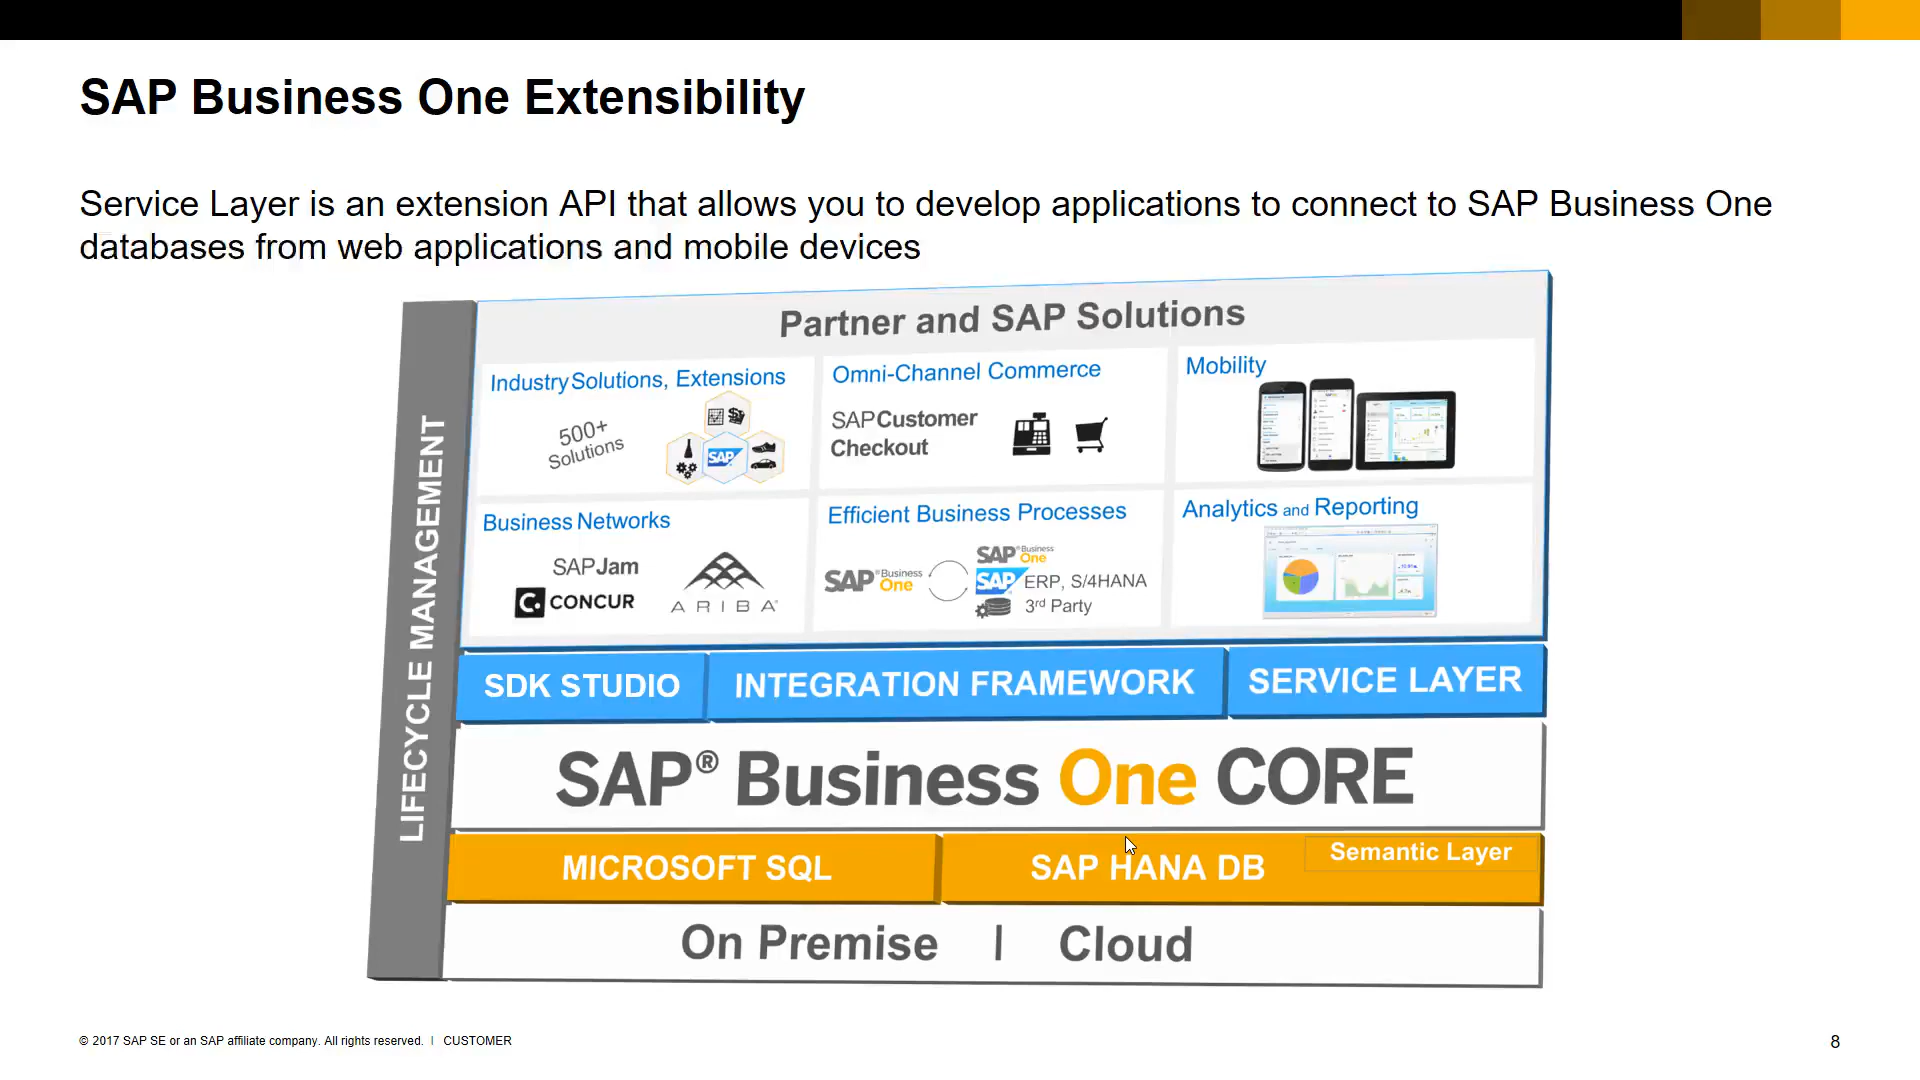 SAP Business One Extensibility
Service Layer is an extension API that allows you to develop applications to connect to SAP Business One
databases from web applications and mobile devices
LIFECYCLE MANAGEMENT
Partner and SAP Solutions
Industry Solutions, Extensions
500+
Solutions
SAP
Omni-Channel Commerce
SAP Customer
Checkout
Mobility
Business Networks
SAP Jam
C. CONCUR
ARIBA
Efficient Business Processes
SAP® Business
One
SAP® Business
One
SAP ERP, S/4HANA
3rd Party
Analytics and Reporting
SDK STUDIO
INTEGRATION FRAMEWORK
SERVICE LAYER
SAP® Business One CORE
MICROSOFT SQL
SAP HANA DB
Semantic Layer
On Premise | Cloud
© 2017 SAP SE or an SAP affiliate company. All rights reserved. | CUSTOMER
8